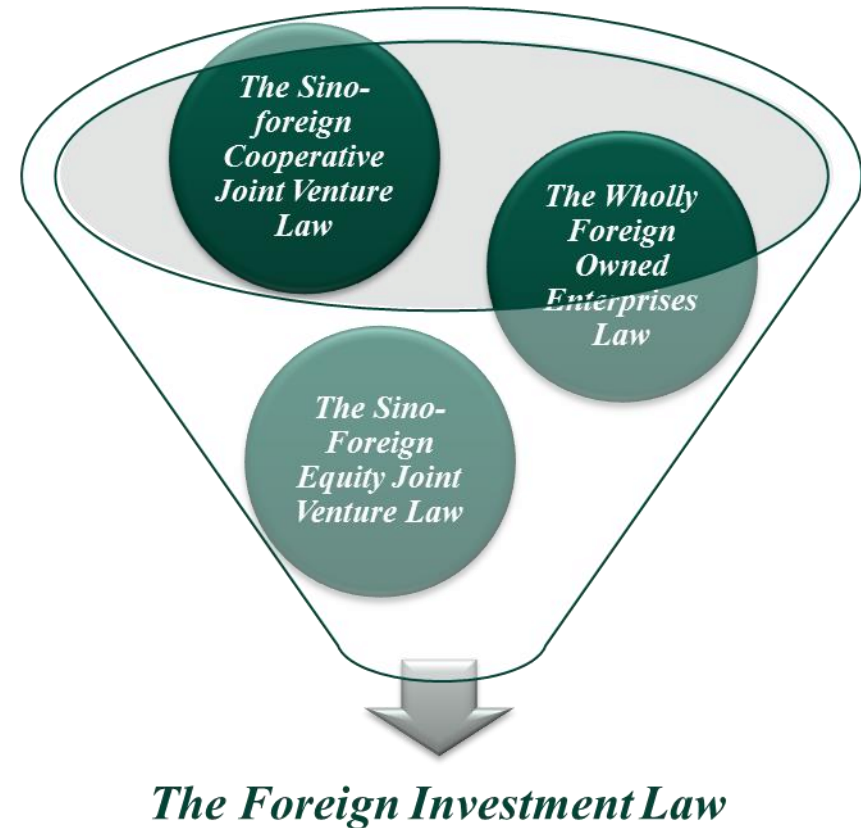 The Sino-
foreign
Cooperative
Joint Venture
Law
The Wholly
Foreign
Owned
Enterprises
Law
The Sino-
Foreign
Equity Joint
Venture Law
The Foreign Investment Law